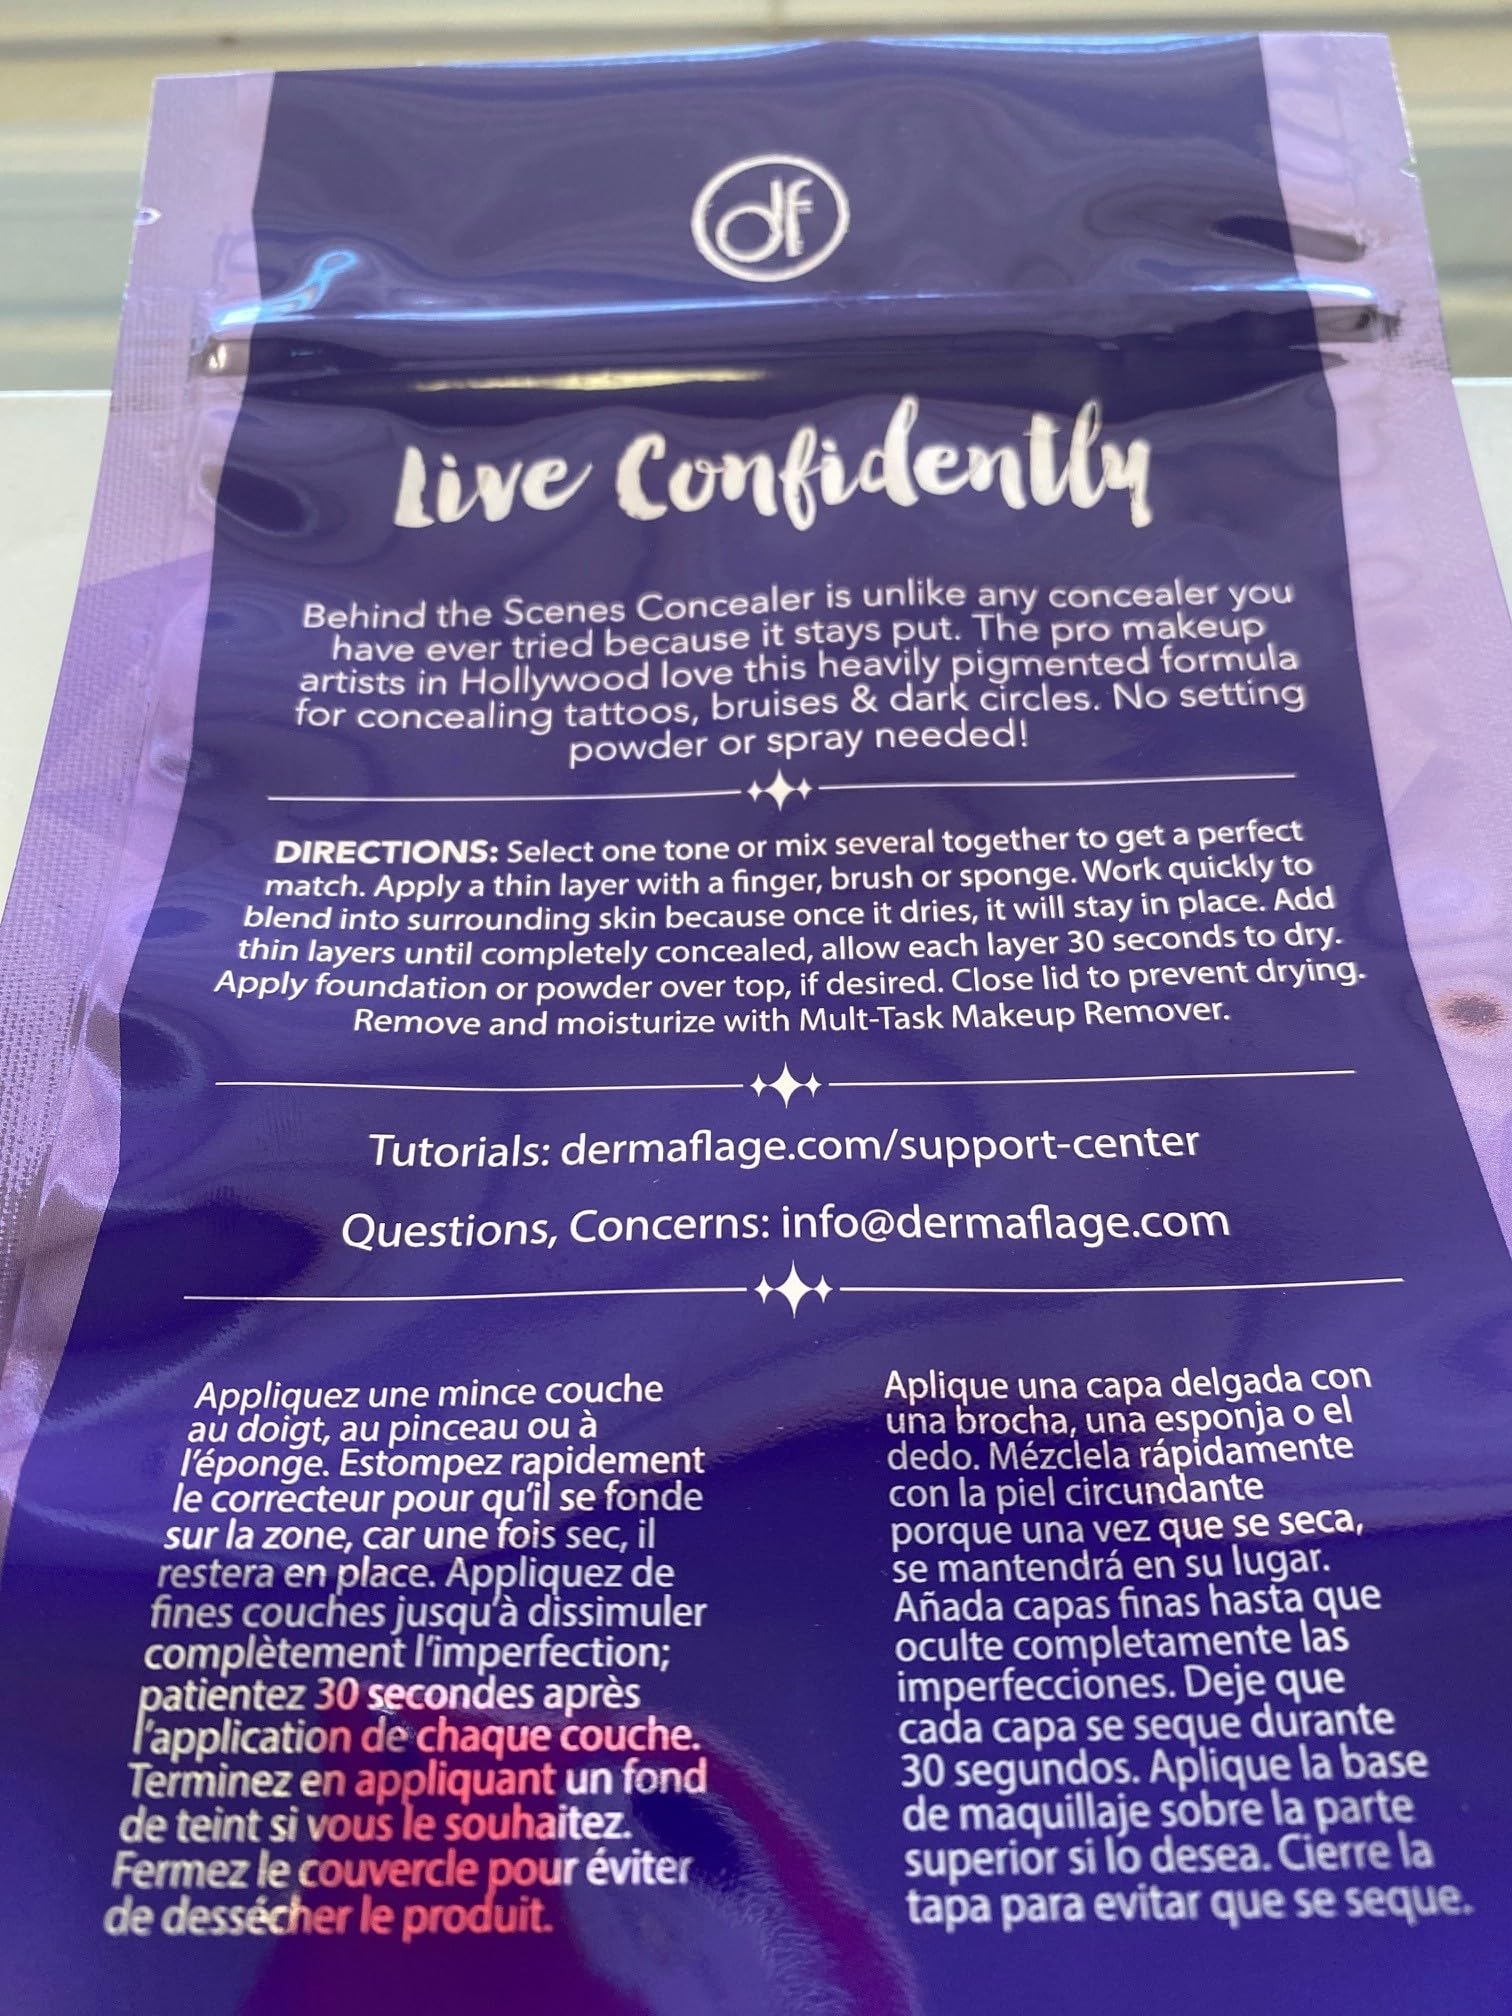 df
Live Confidently
Behind the Scenes Concealer is unlike any concealer you
have ever tried because it stays put. The pro makeup
artists in Hollywood love this heavily pigmented formula
for concealing tattoos, bruises & dark circles. No setting
powder or spray needed!
DIRECTIONS: Select one tone or mix several together to get a perfect
match. Apply a thin layer with a finger, brush or sponge. Work quickly to
blend into surrounding skin because once it dries, it will stay in place. Add
thin layers until completely concealed, allow each layer 30 seconds to dry.
Apply foundation or powder over top, if desired. Close lid to prevent drying.
Remove and moisturize with Mult-Task Makeup Remover.
Tutorials: dermaflage.com/support-center
Questions, Concerns: info@dermaflage.com
Appliquez une mince couche
au doigt, au pinceau ou à
l'éponge. Estompez rapidement
le correcteur pour qu'il se fonde
sur la zone, car une fois sec, il
restera en place. Appliquez de
fines couches jusqu'à dissimuler
complètement l'imperfection;
patientez 30 secondes après
l'application de chaque couche.
Terminez en appliquant un fond
de teint si vous le souhaitez.
Fermez le couvercle pour éviter
de dessécher le produit.
Aplique una capa delgada con
una brocha, una esponja o el
dedo. Mézclela rápidamente
con la piel circundante
porque una vez que se seca,
se mantendrá en su lugar.
Añada capas finas hasta que
oculte completamente las
imperfecciones. Deje que
cada capa se seque durante
30 segundos. Aplique la base
de maquillaje sobre la parte
superior si lo desea. Cierre la
tapa para evitar que se seque.